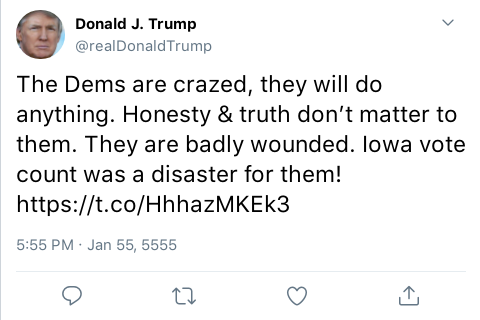 Donald J. Trump
@realDonaldTrump
The Dems are crazed, they will do
anything. Honesty & truth don’t matter to
them. They are badly wounded. Iowa vote
count was a disaster for them!
https://t.co/HhhazMKEk3
5:55 PM · Jan 55, 5555